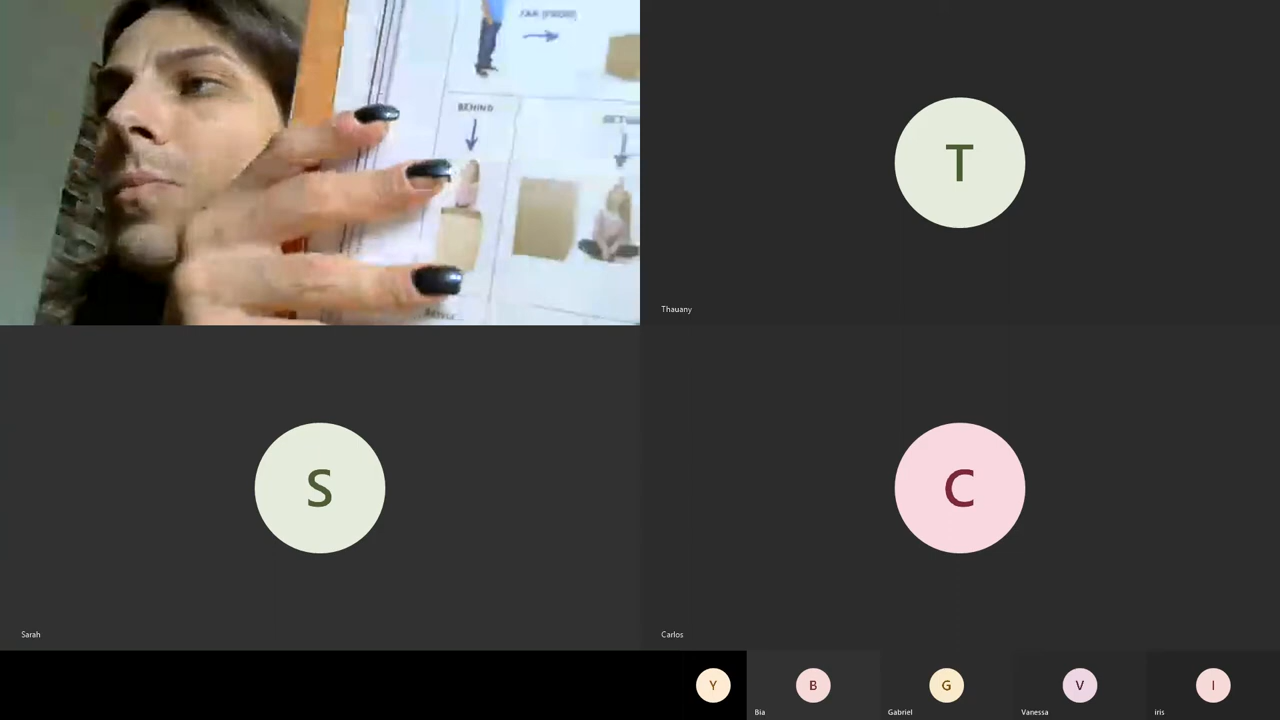 FAR (FROM)
BEHIND
T
Thauany
S
Sarah
C
Carlos
Y
B
Bia
G
Gabriel
V
Vanessa
I
iris